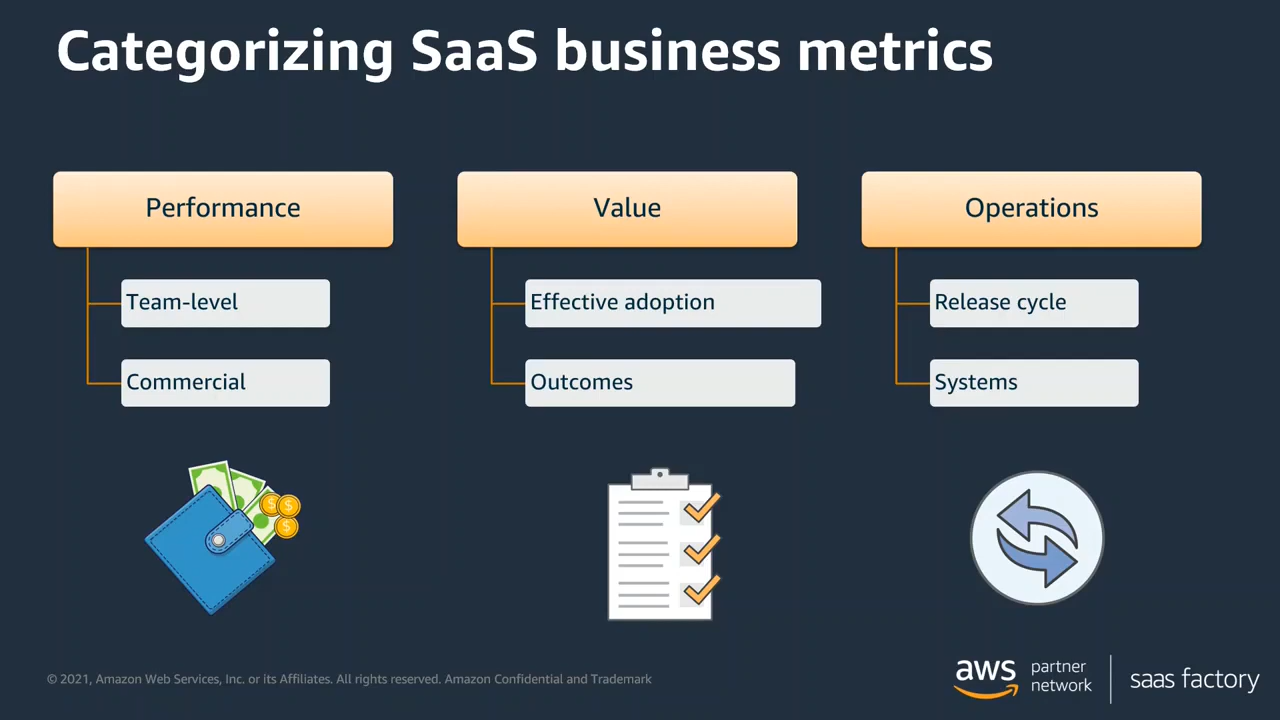 Categorizing SaaS business metrics
Performance
Team-level
Commercial
Value
Effective adoption
Outcomes
Operations
Release cycle
Systems
© 2021, Amazon Web Services, Inc. or its Affiliates. All rights reserved. Amazon Confidential and Trademark
aws
partner
network
saas factory